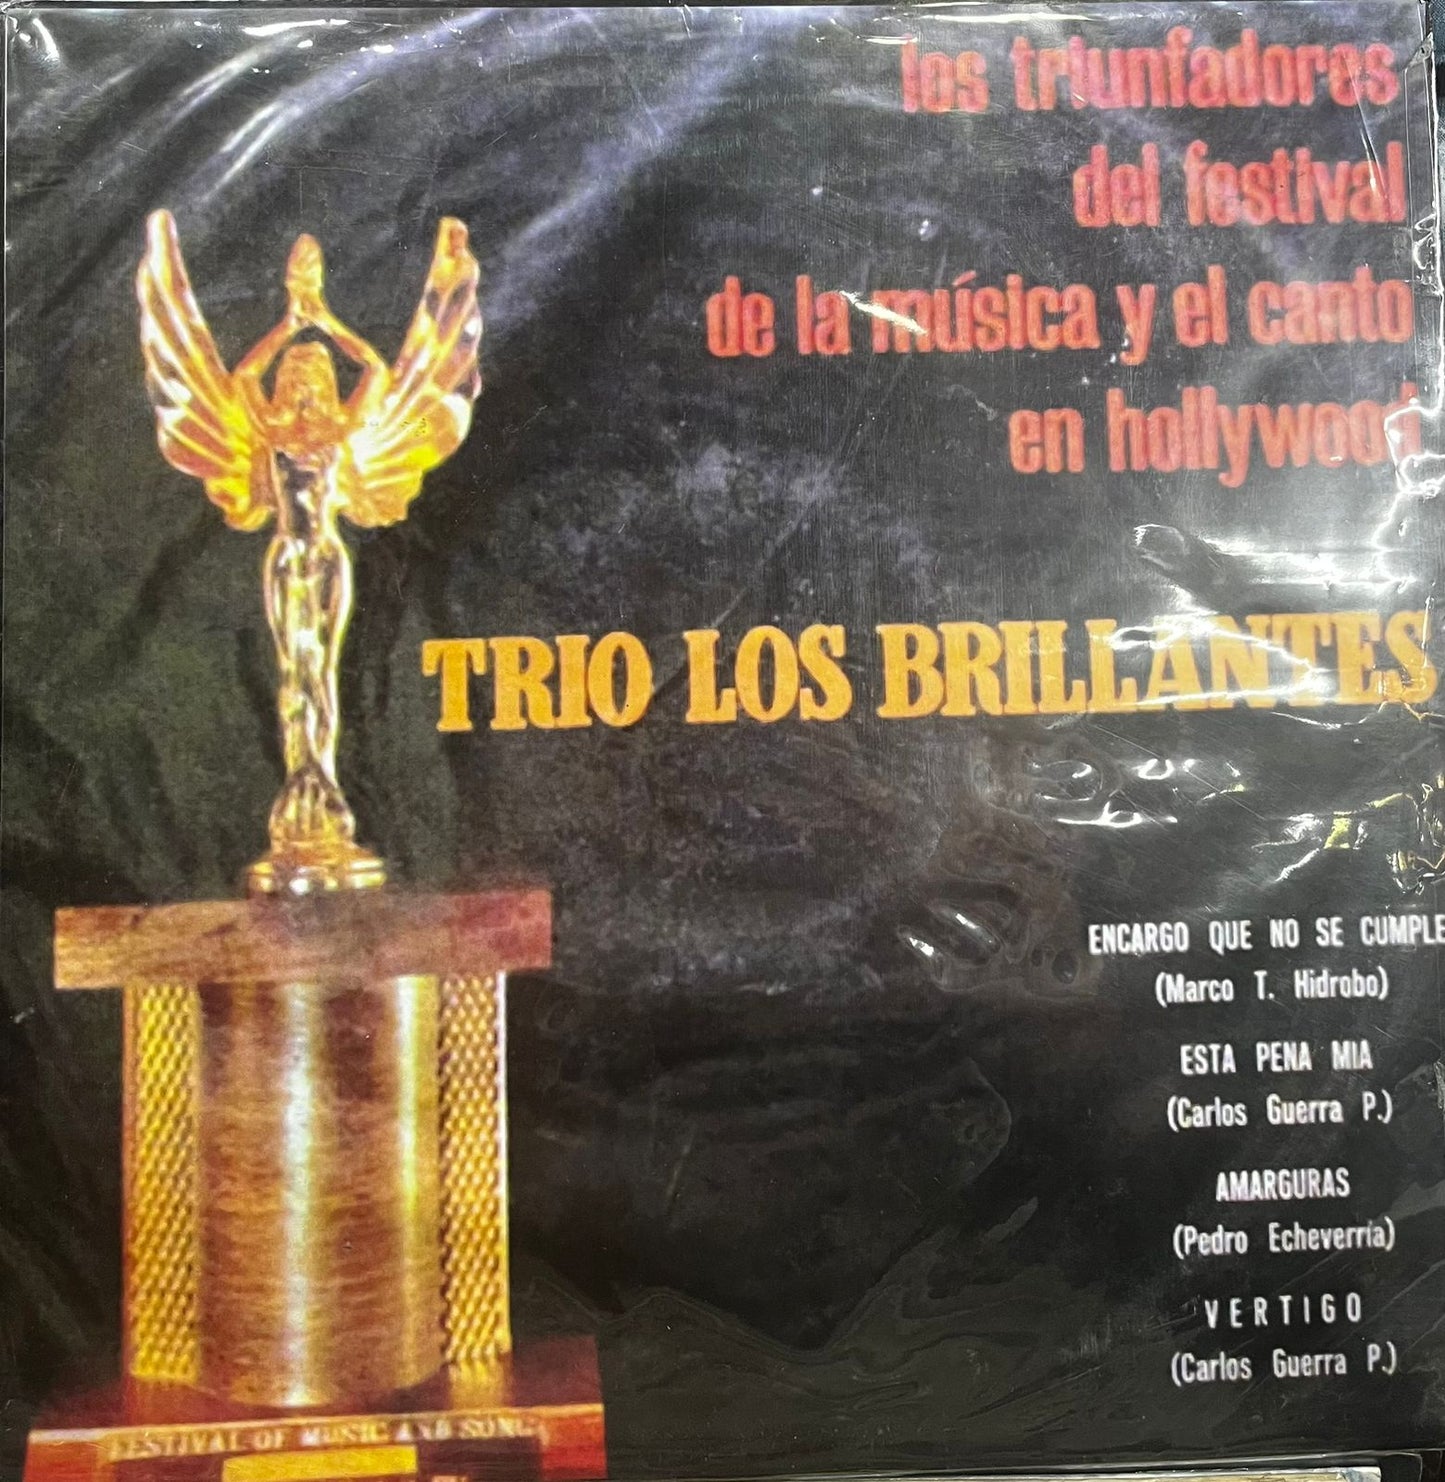 los triunfadores
del festival
de la música y el canto
en hollywood
TRIO LOS BRILLANTES
ENCARGO QUE NO SE CUMPLE
(Marco T. Hidrobo)
ESTA PENA MIA
(Carlos Guerra P.)
AMARGURAS
(Pedro Echeverría)
VERTIGO
(Carlos Guerra P.)
FESTIVAL OF MUSIC AND SONG